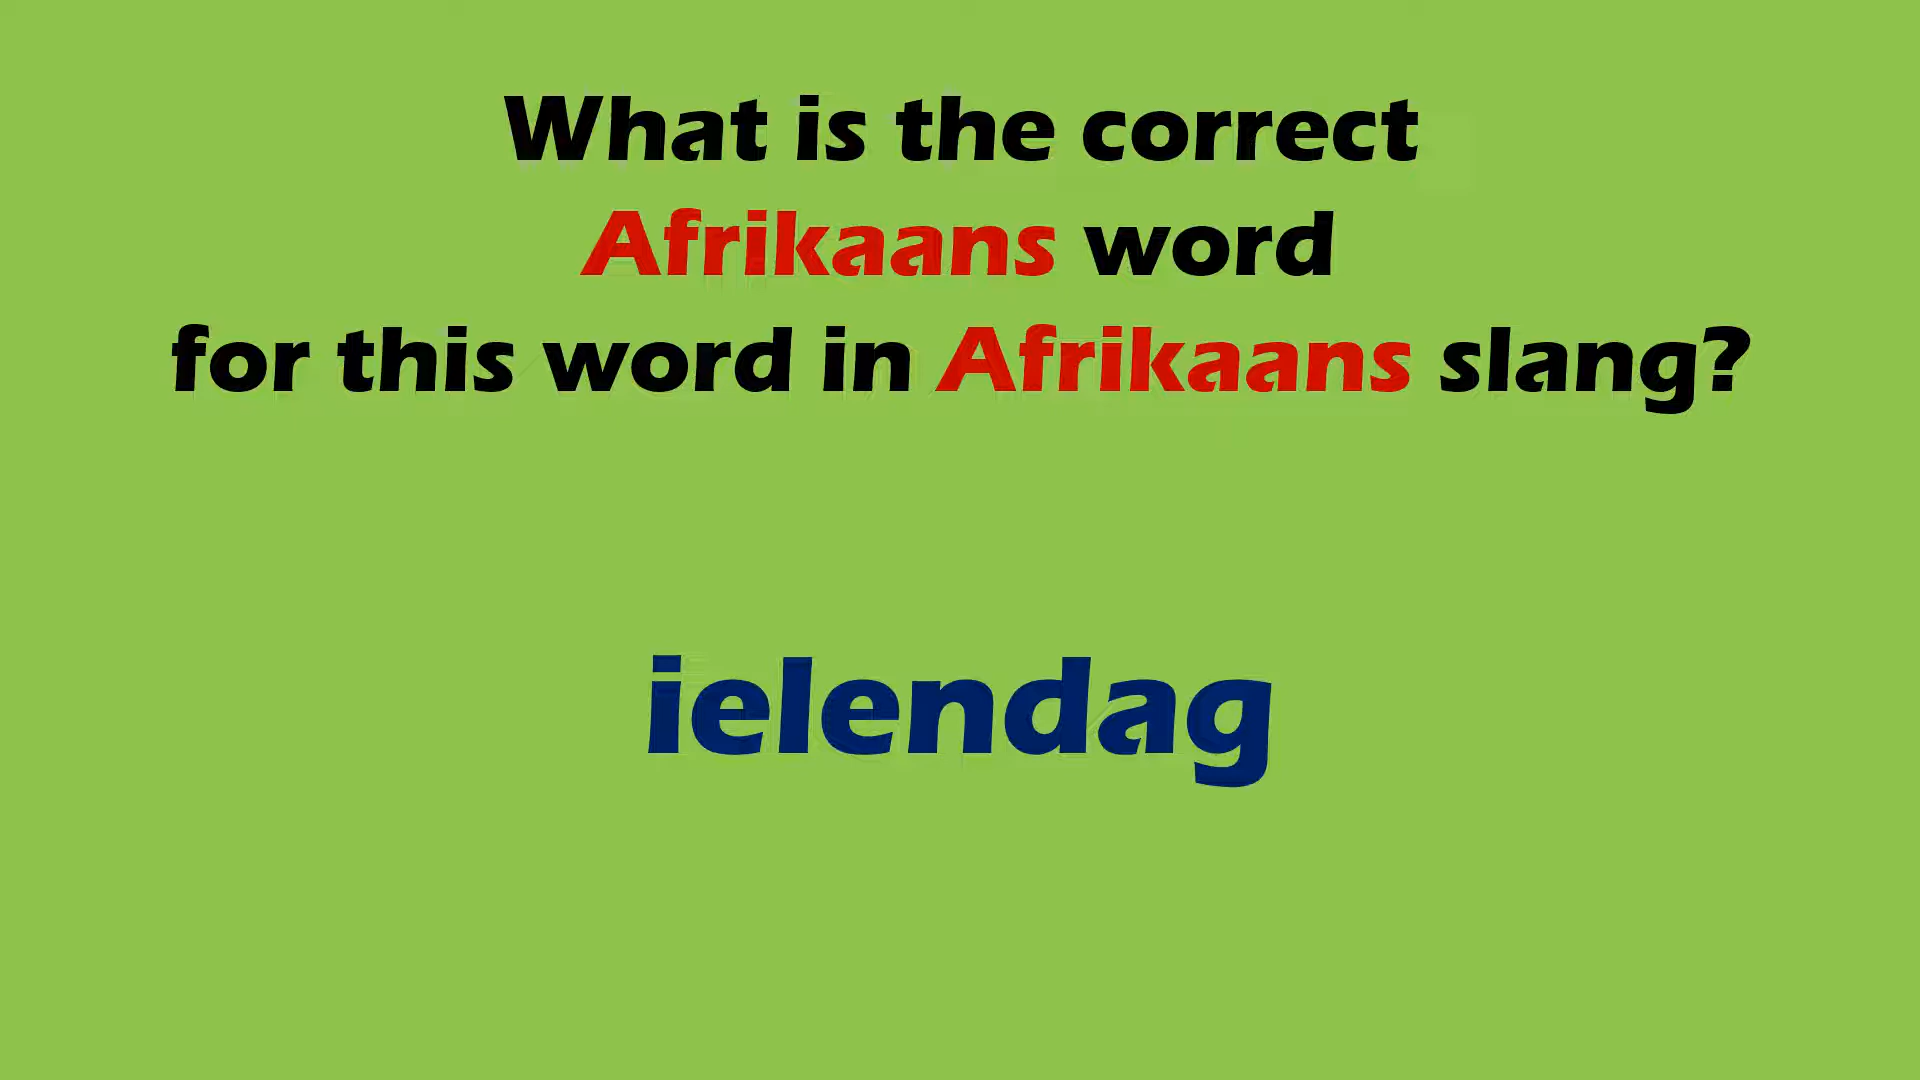 What is the correct
Afrikaans word
for this word in Afrikaans slang?
ielendag